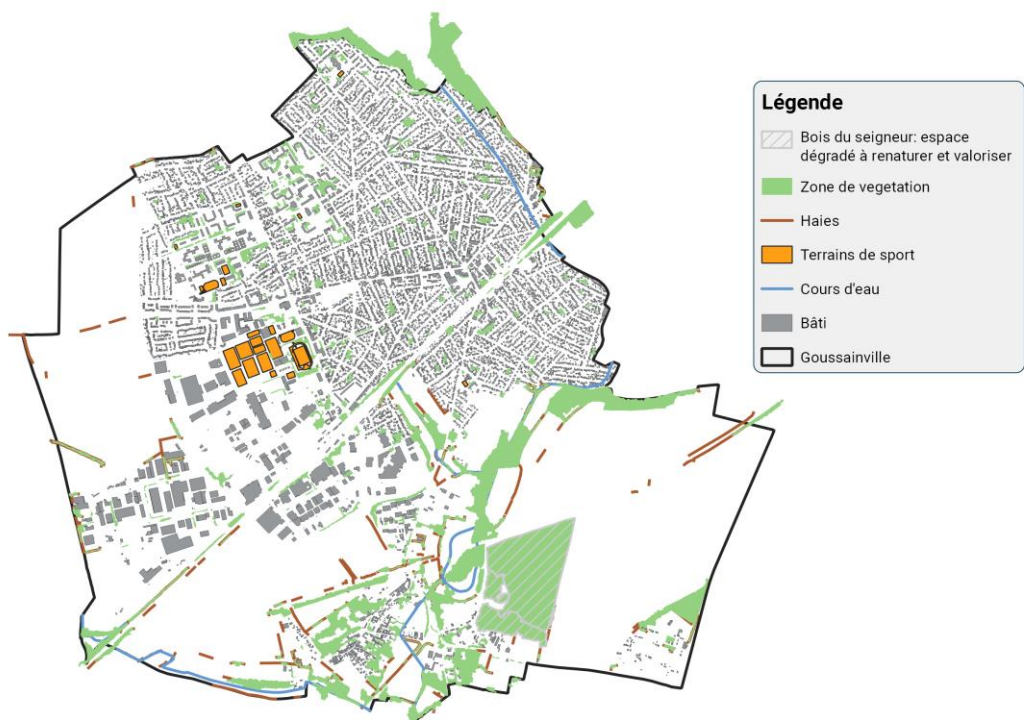 Légende
Bois du seigneur: espace
dégradé à renaturer et valoriser
Zone de vegetation
Haies
Terrains de sport
Cours d'eau
Bâti
Goussainville